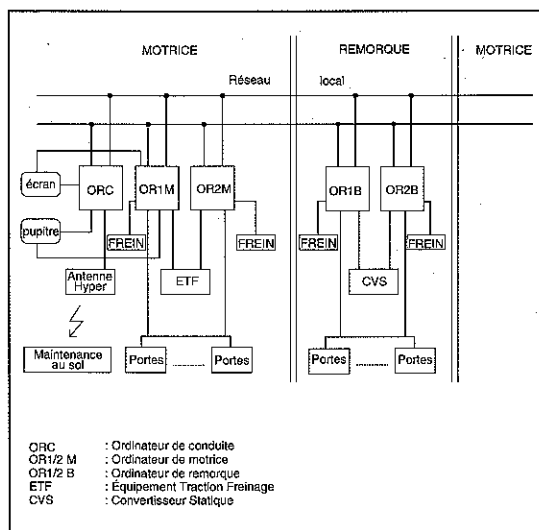 MOTRICE REMORQUE MOTRICE
Réseau local
écran ORC OR1M OR2M OR1B OR2B
pupitre FREIN FREIN FREIN FREIN
Antenne Hyper ETF CVS
Maintenance au sol Portes Portes Portes Portes
ORC : Ordinateur de conduite
OR1/2 M : Ordinateur de motrice
OR1/2 B : Ordinateur de remorque
ETF : Équipement Traction Freinage
CVS : Convertisseur Statique